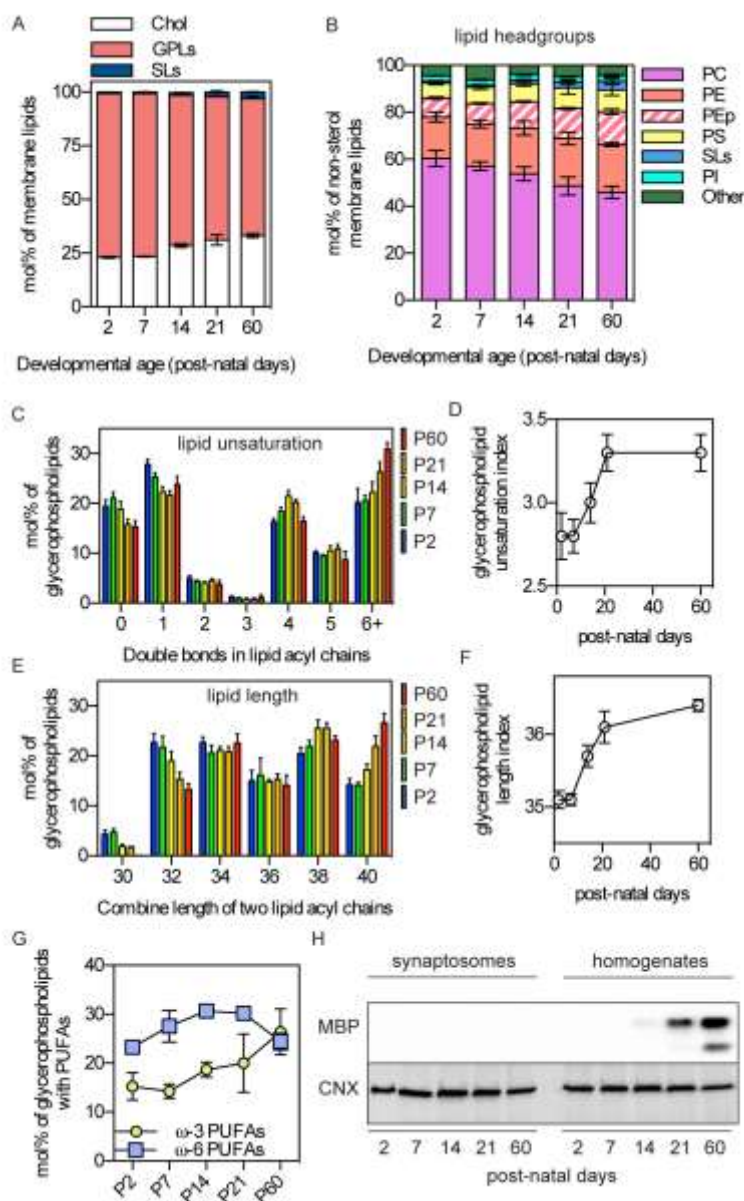 A
Chol
GPLs
SLs
100
75
50
25
0
mol% of membrane lipids
2 7 14 21 60
Developmental age (post-natal days)
B
lipid headgroups
100
80
60
40
20
0
mol% of non-sterol
membrane lipids
2 7 14 21 60
Developmental age (post-natal days)
PC
PE
PEp
PS
SLs
PI
Other
C
lipid unsaturation
30
20
10
0
mol% of
glycerophospholipids
0 1 2 3 4 5 6+
Double bonds in lipid acyl chains
P60
P21
P14
P7
P2
D
3.5
3.0
2.5
glycerophospholipid
unsaturation index
0 20 40 60
post-natal days
E
lipid length
30
20
10
0
mol% of
glycerophospholipids
30 32 34 36 38 40
Combine length of two lipid acyl chains
P60
P21
P14
P7
P2
F
36
35
glycerophospholipid
length index
0 20 40 60
post-natal days
G
40
30
20
10
0
mol% of glycerophospholipids
with PUFAs
ω-3 PUFAs
ω-6 PUFAs
P2 P7 P14 P21 P60
H
synaptosomes homogenates
MBP
CNX
2 7 14 21 60 2 7 14 21 60
post-natal days